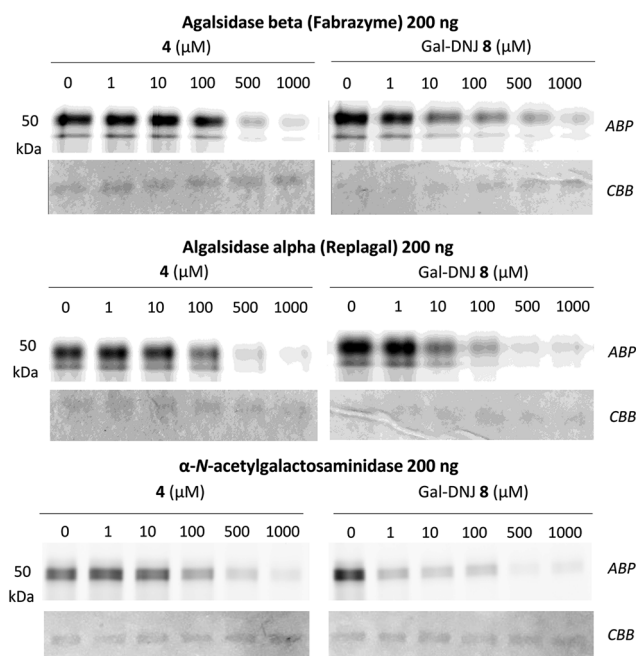 Agalsidase beta (Fabrazyme) 200 ng
4 (μM) Gal-DNJ 8 (μM)
0 1 10 100 500 1000 0 1 10 100 500 1000
50 ABP
kDa
CBB
Algalsidase alpha (Replagal) 200 ng
4 (μM) Gal-DNJ 8 (μM)
0 1 10 100 500 1000 0 1 10 100 500 1000
50 ABP
kDa
CBB
α-N-acetylgalactosaminidase 200 ng
4 (μM) Gal-DNJ 8 (μM)
0 1 10 100 500 1000 0 1 10 100 500 1000
50 ABP
kDa
CBB